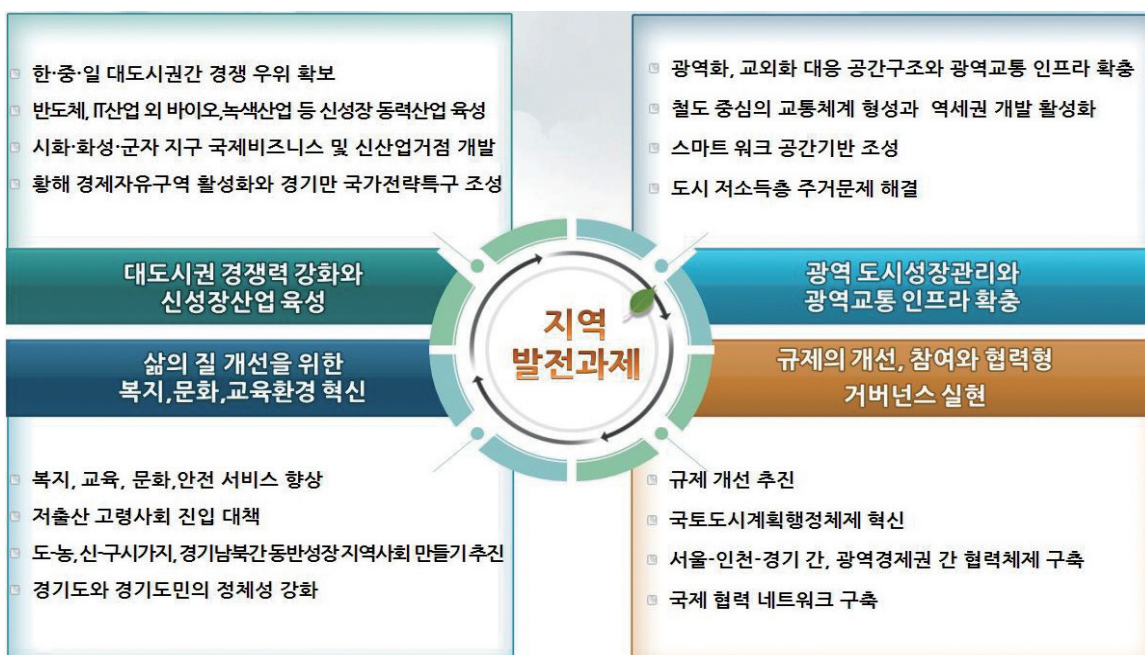 한·중·일 대도시권간 경쟁 우위 확보
반도체, IT산업 외 바이오,녹색산업 등 신성장 동력산업 육성
시화·화성·군자 지구 국제비즈니스 및 신산업거점 개발
황해 경제자유구역 활성화와 경기만 국가전략특구 조성
대도시권 경쟁력 강화와
신성장산업 육성
광역화, 교외화 대응 공간구조와 광역교통 인프라 확충
철도 중심의 교통체계 형성과 역세권 개발 활성화
스마트 워크 공간기반 조성
도시 저소득층 주거문제 해결
광역 도시성장관리와
광역교통 인프라 확충
지역
발전과제
삶의 질 개선을 위한
복지,문화,교육환경 혁신
복지, 교육, 문화,안전 서비스 향상
저출산 고령사회 진입 대책
도-농, 신-구시가지, 경기남북간 동반성장 지역사회 만들기 추진
경기도와 경기도민의 정체성 강화
규제의 개선, 참여와 협력형
거버넌스 실현
규제 개선 추진
국토도시계획행정체제 혁신
서울-인천-경기 간, 광역경제권 간 협력체제 구축
국제 협력 네트워크 구축